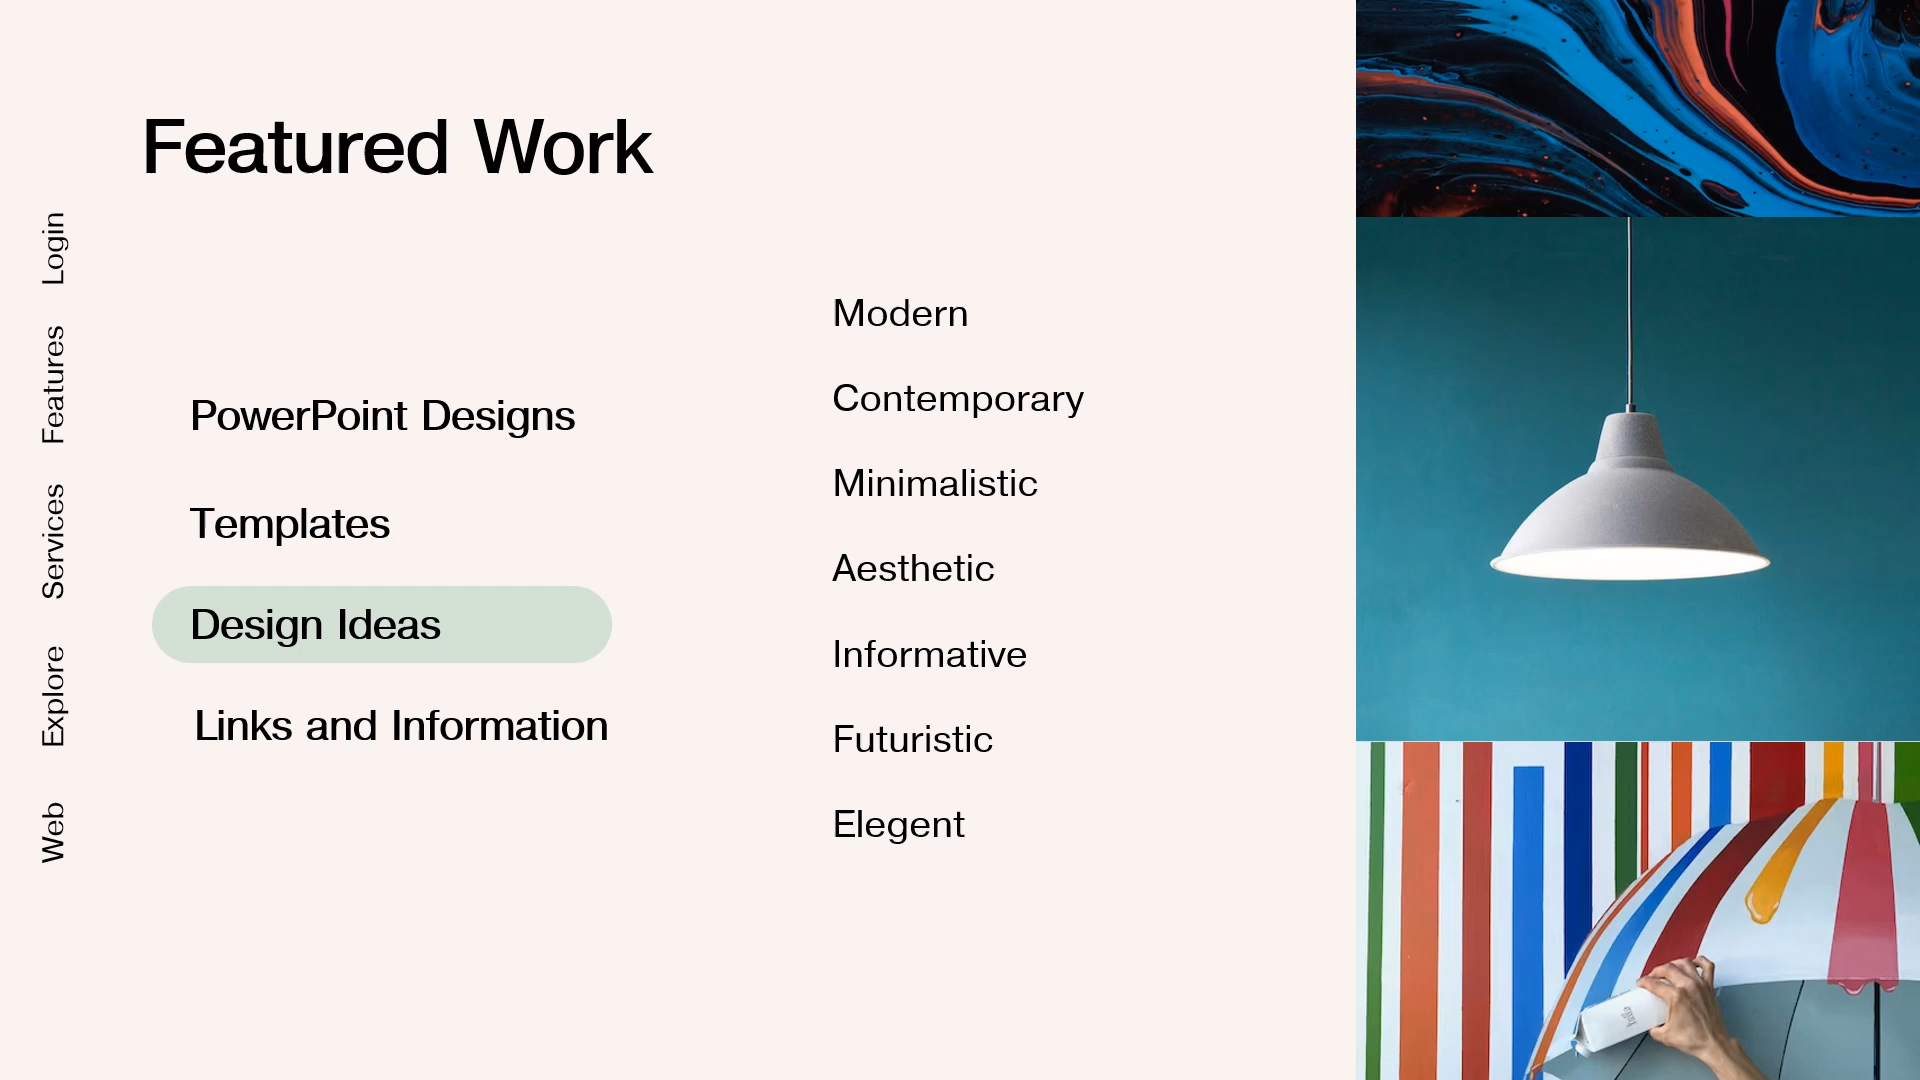 Featured Work
Login
Features
Services
Explore
Web
PowerPoint Designs
Templates
Design Ideas
Links and Information
Modern
Contemporary
Minimalistic
Aesthetic
Informative
Futuristic
Elegent